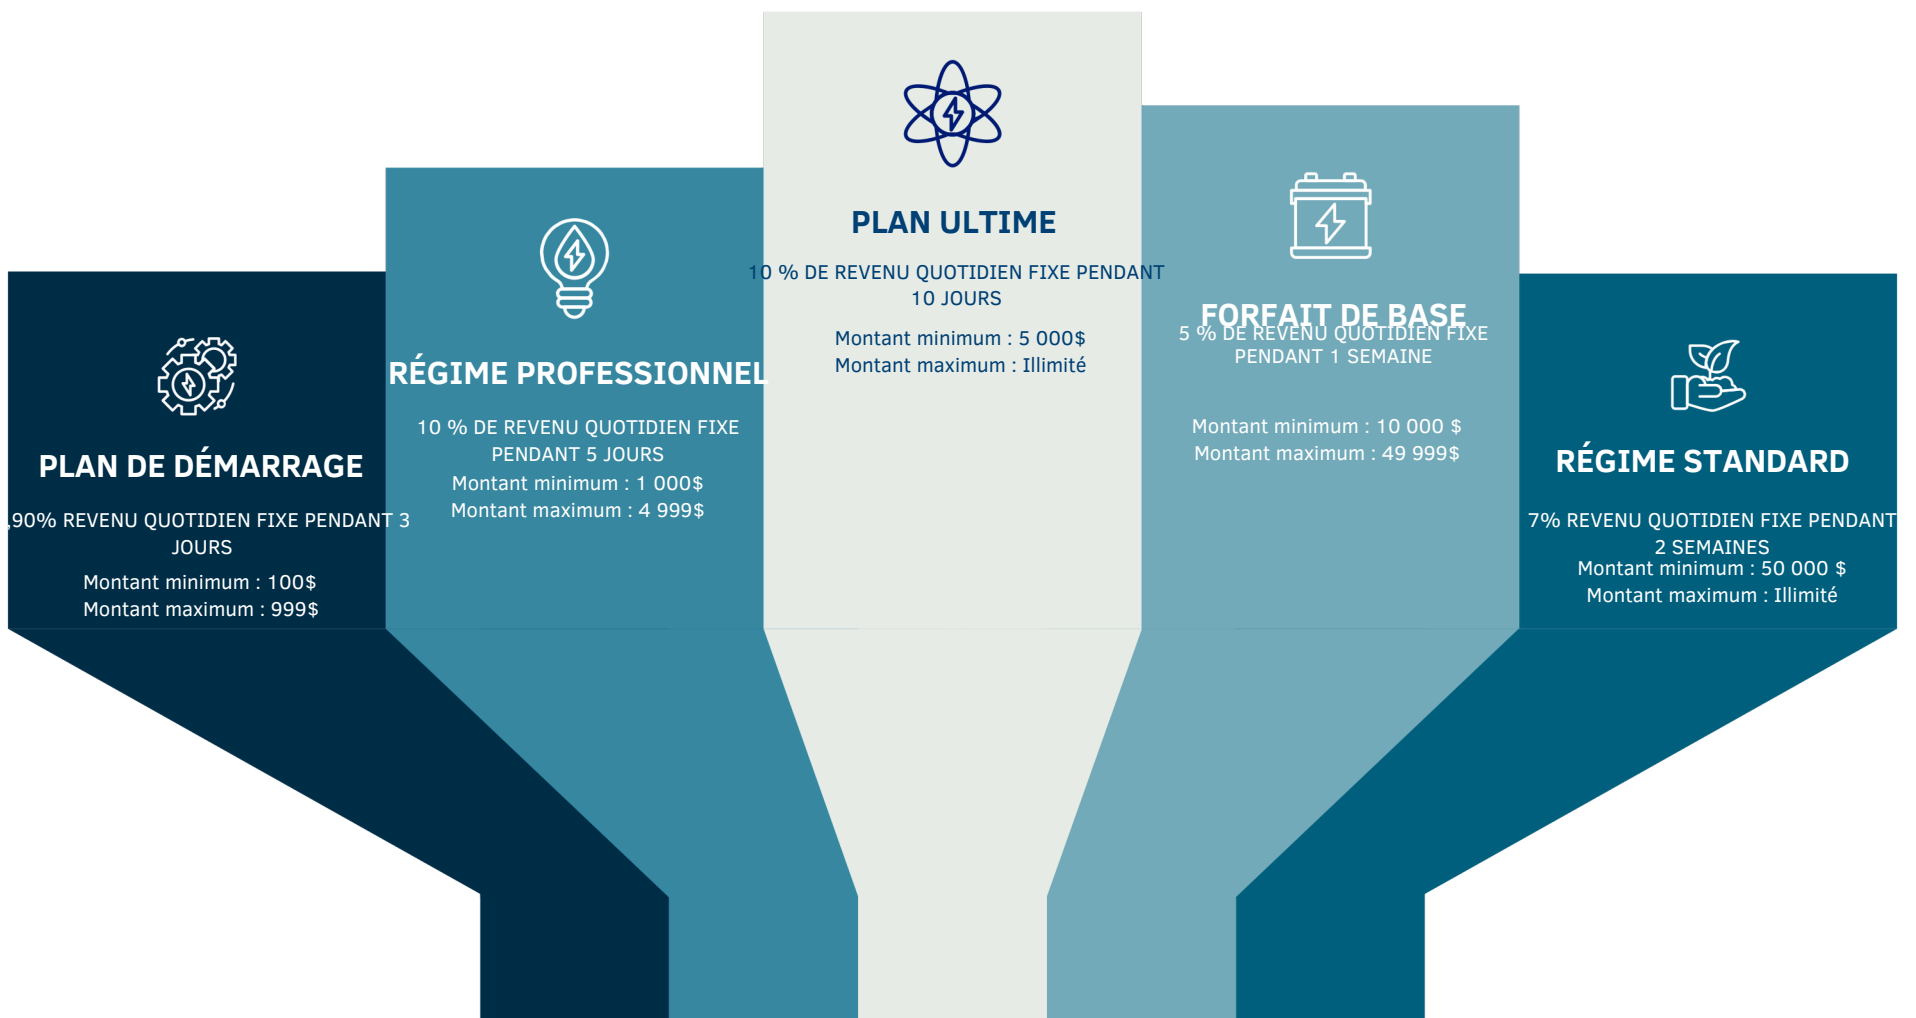 PLAN DE DÉMARRAGE
,90% REVENU QUOTIDIEN FIXE PENDANT 3
JOURS
Montant minimum : 100$
Montant maximum : 999$
RÉGIME PROFESSIONNEL
10 % DE REVENU QUOTIDIEN FIXE
PENDANT 5 JOURS
Montant minimum : 1 000$
Montant maximum : 4 999$
PLAN ULTIME
10 % DE REVENU QUOTIDIEN FIXE PENDANT
10 JOURS
Montant minimum : 5 000$
Montant maximum : Illimité
FORFAIT DE BASE
5 % DE REVENU QUOTIDIEN FIXE
PENDANT 1 SEMAINE
Montant minimum : 10 000 $
Montant maximum : 49 999$
RÉGIME STANDARD
7% REVENU QUOTIDIEN FIXE PENDANT
2 SEMAINES
Montant minimum : 50 000 $
Montant maximum : Illimité